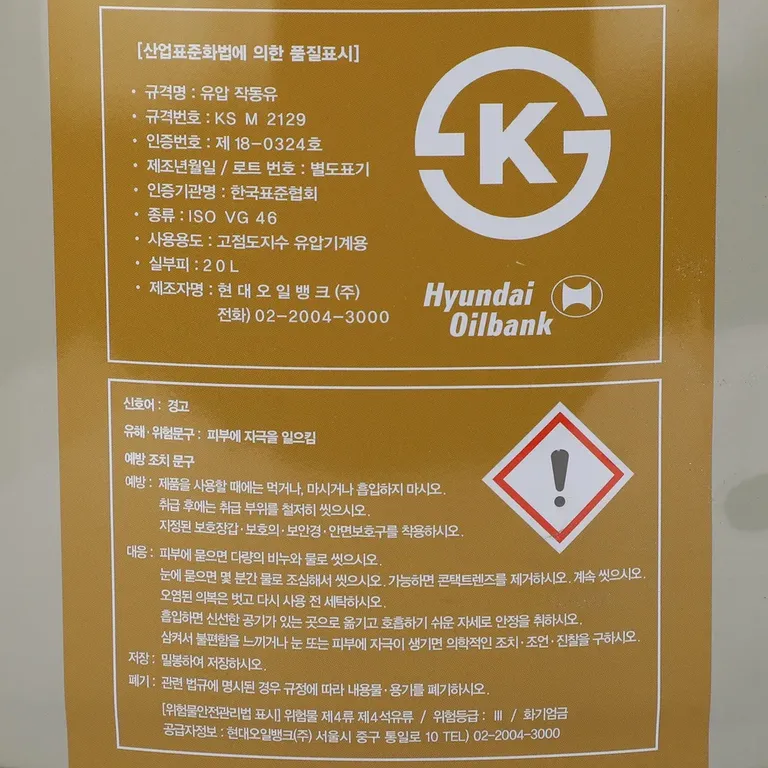 [산업표준화법에 의한 품질표시]
· 규격명 : 유압 작동유
· 규격번호 : KS M 2129
· 인증번호 : 제 18-0324호
· 제조년월일 / 로트 번호 : 별도표기
· 인증기관명 : 한국표준협회
· 종류 : ISO VG 46
· 사용용도 : 고점도지수 유압기계용
· 실부피 : 20L
· 제조자명 : 현대오일뱅크(주)
전화) 02-2004-3000
K
Hyundai
Oilbank
신호어 : 경고
유해·위험문구 : 피부에 자극을 일으킴
예방 조치 문구
예방 : 제품을 사용할 때에는 먹거나, 마시거나 흡입하지 마시오.
취급 후에는 취급 부위를 철저히 씻으시오.
지정된 보호장갑·보호의·보안경·안면보호구를 착용하시오.
대응 : 피부에 묻으면 다량의 비누와 물로 씻으시오.
눈에 묻으면 몇 분간 물로 조심해서 씻으시오. 가능하면 콘택트렌즈를 제거하시오. 계속 씻으시오.
오염된 의복은 벗고 다시 사용 전 세탁하시오.
흡입하면 신선한 공기가 있는 곳으로 옮기고 호흡하기 쉬운 자세로 안정을 취하시오.
삼켜서 불편함을 느끼거나 눈 또는 피부에 자극이 생기면 의학적인 조치·조언·진찰을 구하시오.
저장 : 밀봉하여 저장하시오.
폐기 : 관련 법규에 명시된 경우 규정에 따라 내용물·용기를 폐기하시오.
[위험물안전관리법 표시] 위험물 제4류 제4석유류 / 위험등급 : III / 화기엄금
공급자정보 : 현대오일뱅크(주) 서울시 중구 통일로 10 TEL) 02-2004-3000